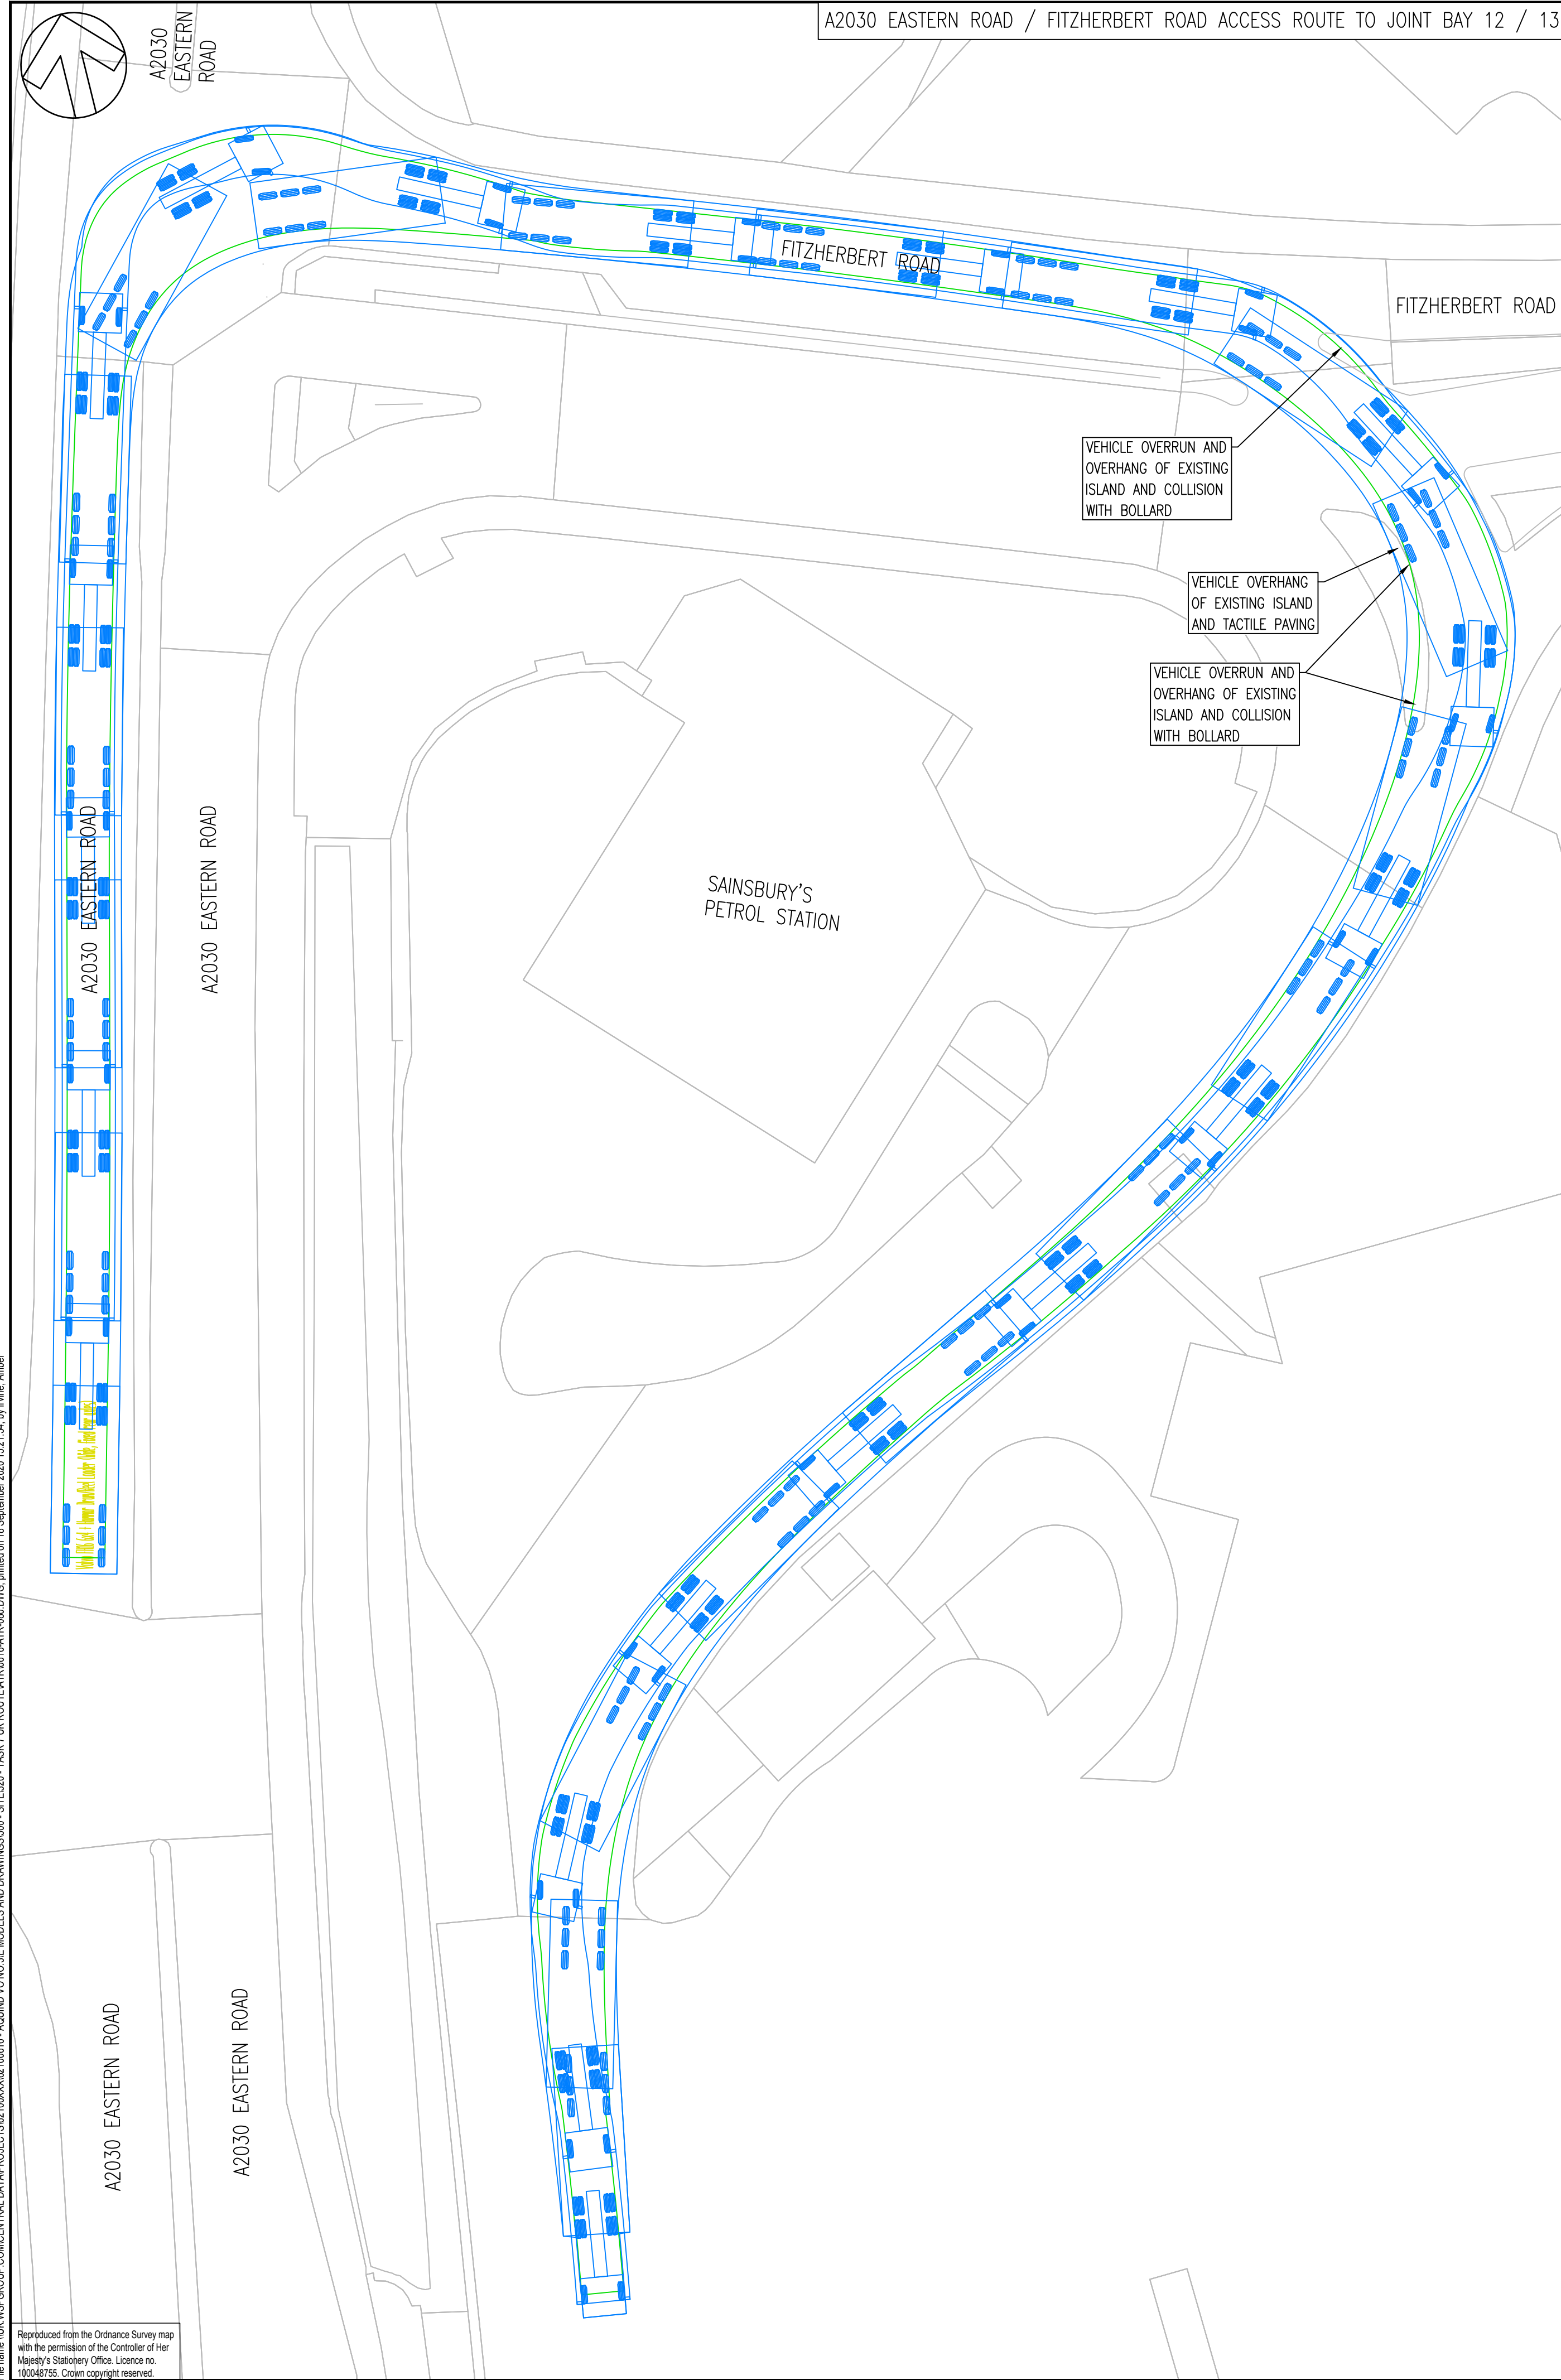 A2030 EASTERN ROAD / FITZHERBERT ROAD ACCESS ROUTE TO JOINT BAY 12 / 13
A2030
EASTERN
ROAD
FITZHERBERT ROAD
FITZHERBERT ROAD
VEHICLE OVERRUN AND
OVERHANG OF EXISTING
ISLAND AND COLLISION
WITH BOLLARD
VEHICLE OVERHANG
OF EXISTING ISLAND
AND TACTILE PAVING
VEHICLE OVERRUN AND
OVERHANG OF EXISTING
ISLAND AND COLLISION
WITH BOLLARD
A2030 EASTERN ROAD
A2030 EASTERN ROAD
SAINSBURY'S
PETROL STATION
A2030 EASTERN ROAD
A2030 EASTERN ROAD
Reproduced from the Ordnance Survey map
with the permission of the Controller of Her
Majesty's Stationery Office. Licence no.
100048755. Crown copyright reserved.